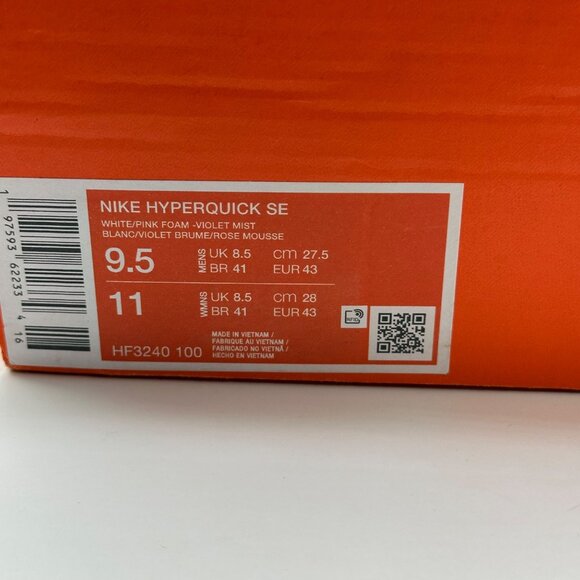 NIKE HYPERQUICK SE
WHITE/PINK FOAM -VIOLET MIST
BLANC/VIOLET BRUME/ROSE MOUSSE
9.5 MENS UK 8.5 cm 27.5
BR 41 EUR 43
11 WMNS UK 8.5 cm 28
BR 41 EUR 43
HF3240 100
MADE IN VIETNAM /
FABRIQUE AU VIETNAM /
FABRICADO NO VIETNÃ /
HECHO EN VIETNAM
RFID
1 97593 62233 4 16